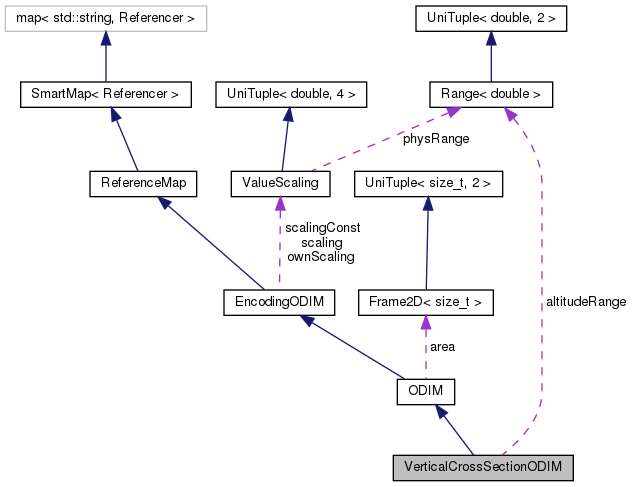 map< std::string, Referencer >
UniTuple< double, 2 >
SmartMap< Referencer >
UniTuple< double, 4 >
Range< double >
physRange
ReferenceMap
ValueScaling
UniTuple< size_t, 2 >
scalingConst
scaling
ownScaling
EncodingODIM
Frame2D< size_t >
altitudeRange
area
ODIM
VerticalCrossSectionODIM